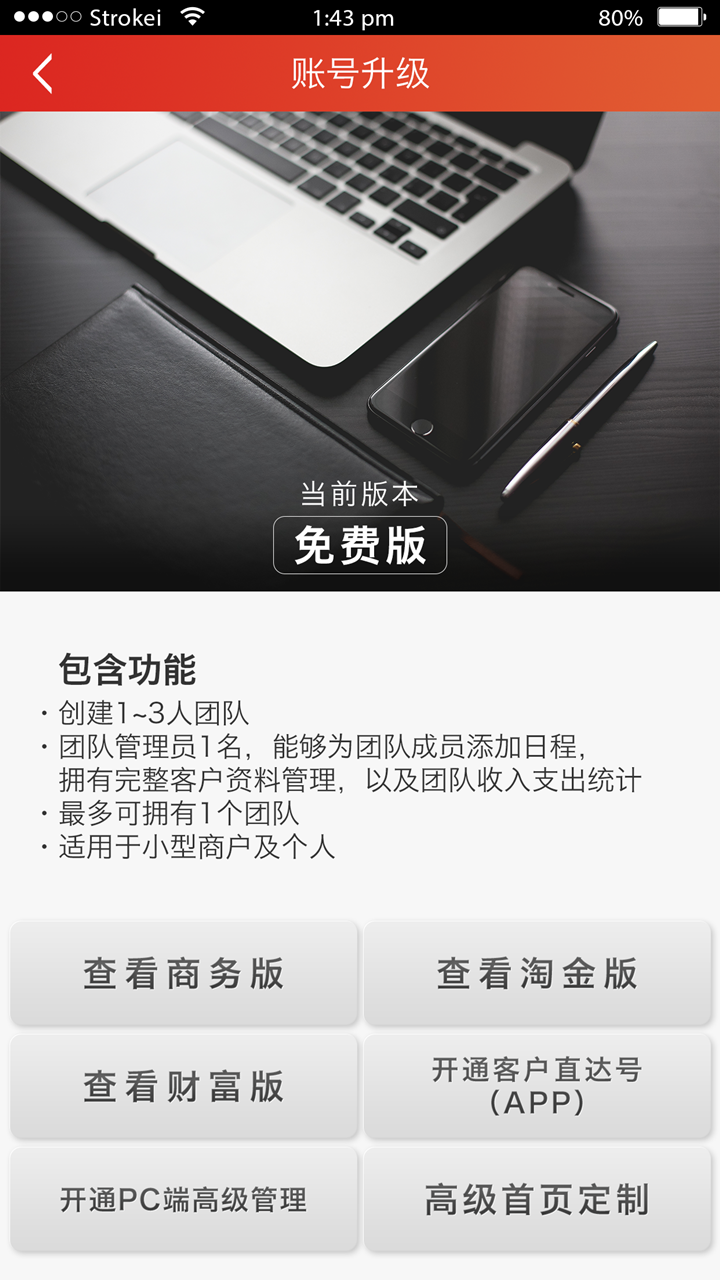 Strokei 1:43 pm 80%
账号升级
当前版本
免费版
包含功能
·创建1~3人团队
·团队管理员1名，能够为团队成员添加日程，
拥有完整客户资料管理，以及团队收入支出统计
·最多可拥有1个团队
·适用于小型商户及个人
查看商务版 查看淘金版
查看财富版 开通客户直达号
（APP）
开通PC端高级管理 高级首页定制